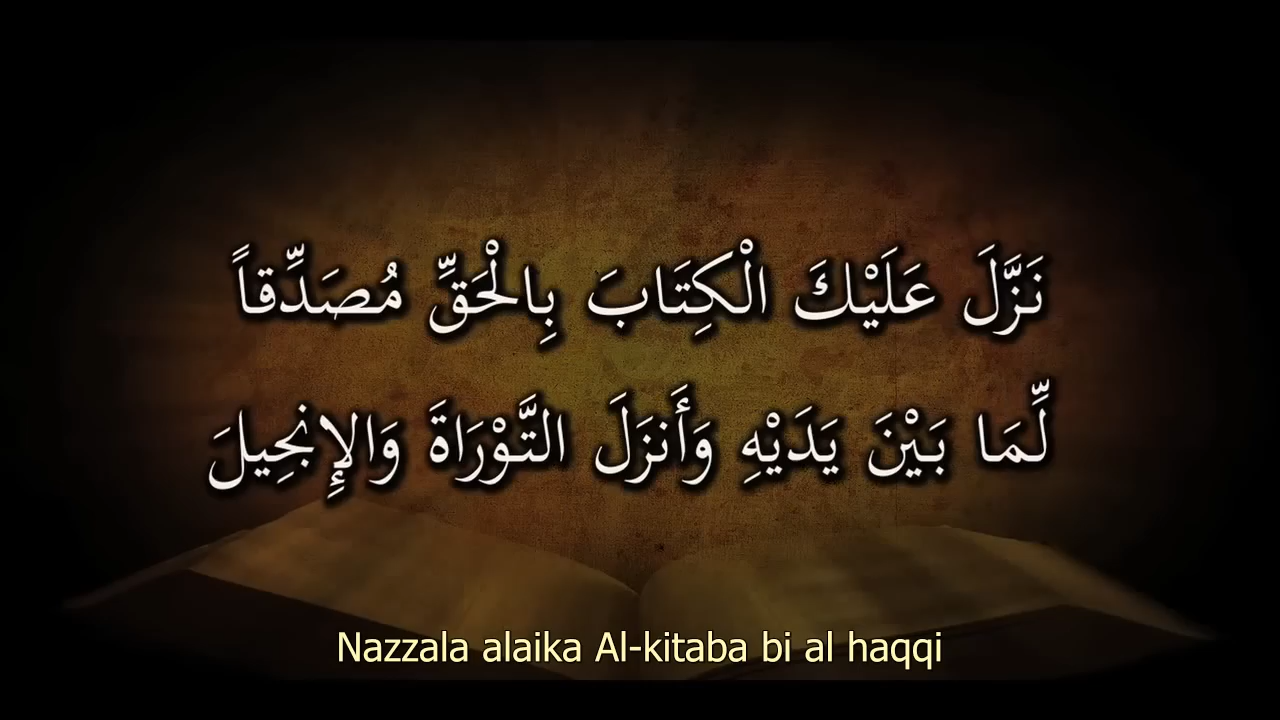 نَزَّلَ عَلَيْكَ الْكِتَابَ بِالْحَقِّ مُصَدِّقاً
لِّمَا بَيْنَ يَدَيْهِ وَأَنزَلَ التَّوْرَاةَ وَالإِنجِيلَ
Nazzala alaika Al-kitaba bi al haqqi